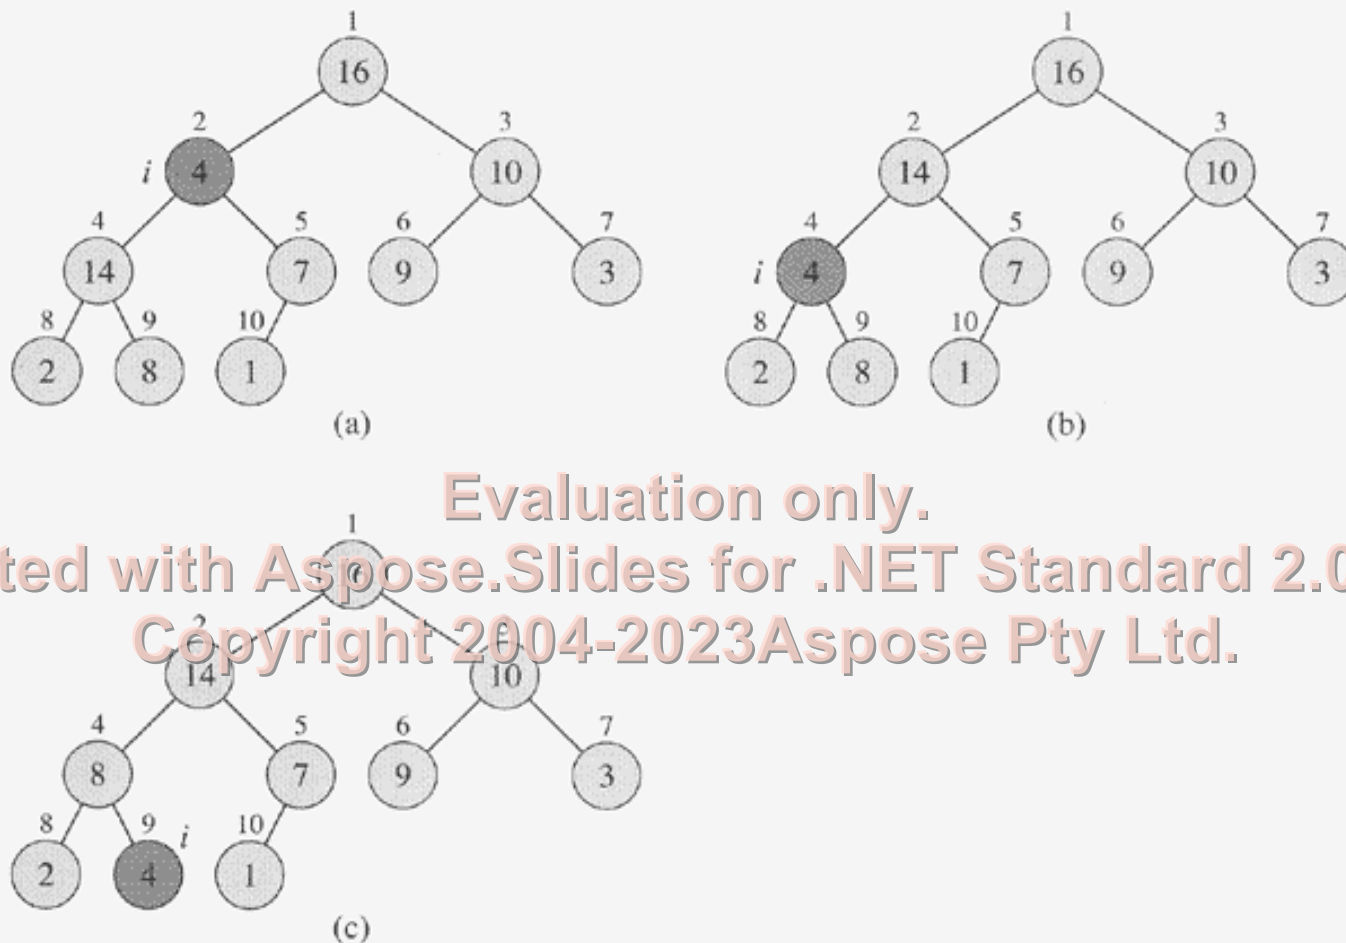 1 1
16 16
2 3 2 3
i 4 10 14 10
4 5 6 7 4 5 6 7
14 7 9 3 i 4 7 9 3
8 9 10 8 9 10
2 8 1 2 8 1
(a) (b)
Evaluation only.
ted with Aspose.Slides for .NET Standard 2.0
Copyright 2004-2023Aspose Pty Ltd.
1
2
14 10
4 5 6 7
8 7 9 3
8 9 i 10
2 4 1
(c)